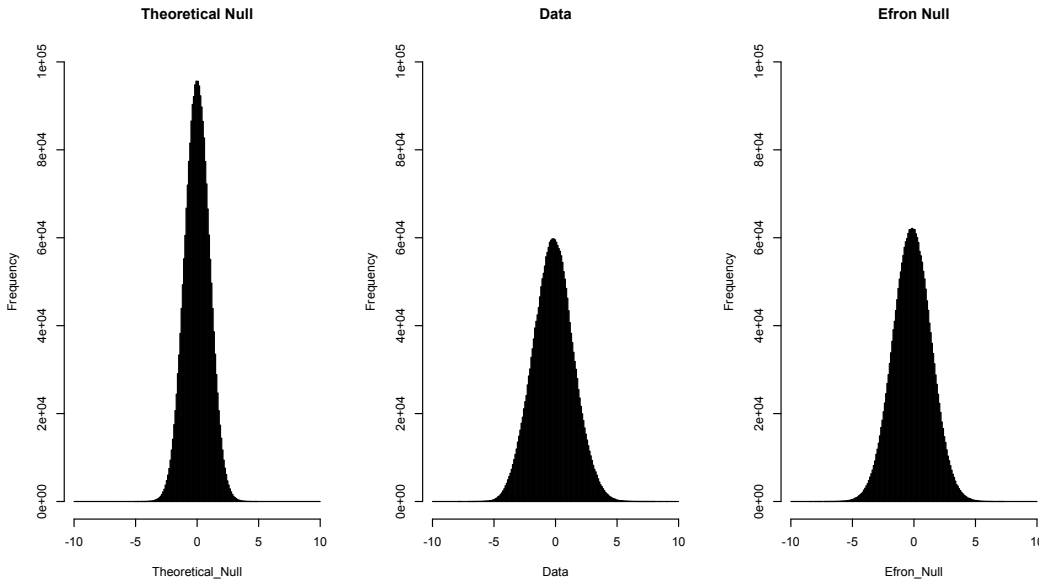 Theoretical Null
Frequency
1e+05
8e+04
6e+04
4e+04
2e+04
0e+00
-10 -5 0 5 10
Theoretical_Null
Data
Frequency
1e+05
8e+04
6e+04
4e+04
2e+04
0e+00
-10 -5 0 5 10
Data
Efron Null
Frequency
1e+05
8e+04
6e+04
4e+04
2e+04
0e+00
-10 -5 0 5 10
Efron_Null